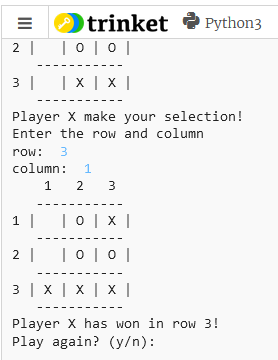 trinket Python3
2 |   | O | O |
-----------
3 |   | X | X |
-----------
Player X make your selection!
Enter the row and column
row:  3
column:  1
    1   2   3
-----------
1 |   | O | X |
-----------
2 |   | O | O |
-----------
3 | X | X | X |
-----------
Player X has won in row 3!
Play again? (y/n):